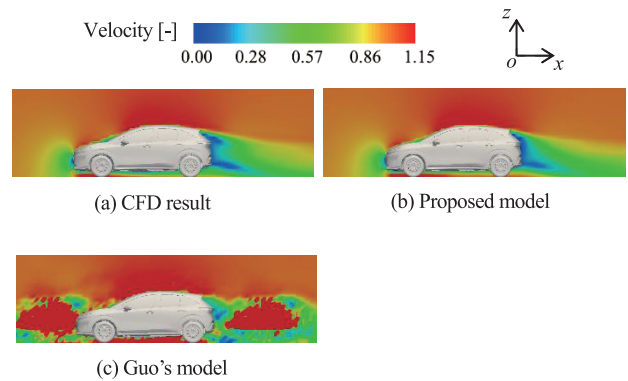 Velocity [-]
0.00 0.28 0.57 0.86 1.15
z
o x
(a) CFD result
(b) Proposed model
(c) Guo's model